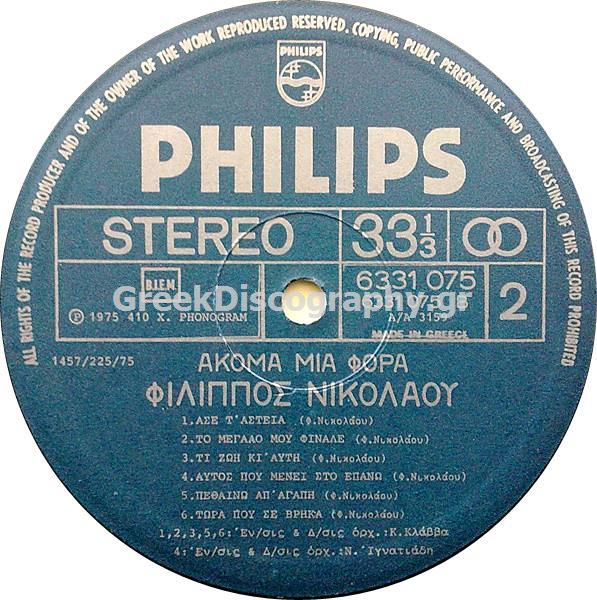 ALL RIGHTS OF THE RECORD PRODUCER AND OF THE OWNER OF THE WORK REPRODUCED RESERVED. COPYING, PUBLIC PERFORMANCE AND BROADCASTING OF THIS RECORD PROHIBITED
PHILIPS
PHILIPS
STEREO 33 1/3
B.I.E.M. 6331 075
GreekDiscography.gr
℗ 1975 410 X. PHONOGRAM A/A 3159 2
MADE IN GREECE
1457/225/75
ΑΚΟΜΑ ΜΙΑ ΦΟΡΑ
ΦΙΛΙΠΠΟΣ ΝΙΚΟΛΑΟΥ
1,ΑΣΕ Τ'ΑΣΤΕΙΑ (Φ.Νικολάου)
2,ΤΟ ΜΕΓΑΛΟ ΜΟΥ ΦΙΝΑΛΕ (Φ.Νικολάου)
3,ΤΙ ΖΩΗ ΚΙ'ΑΥΤΗ (Φ.Νικολάου)
4,ΑΥΤΟΣ ΠΟΥ ΜΕΝΕΙ ΣΤΟ ΕΠΑΝΩ (Φ.Νικολάου)
5,ΠΕΘΑΙΝΩ ΑΠ'ΑΓΑΠΗ (Φ.Νικολάου)
6,ΤΩΡΑ ΠΟΥ ΣΕ ΒΡΗΚΑ (Φ.Νικολάου)
1,2,3,5,6:'Εν/σις & Δ/σις ὀρχ.:Κ.Κλάββα
4:'Εν/σις & Δ/σις ὀρχ.:Ν.'Ιγνατιάδη